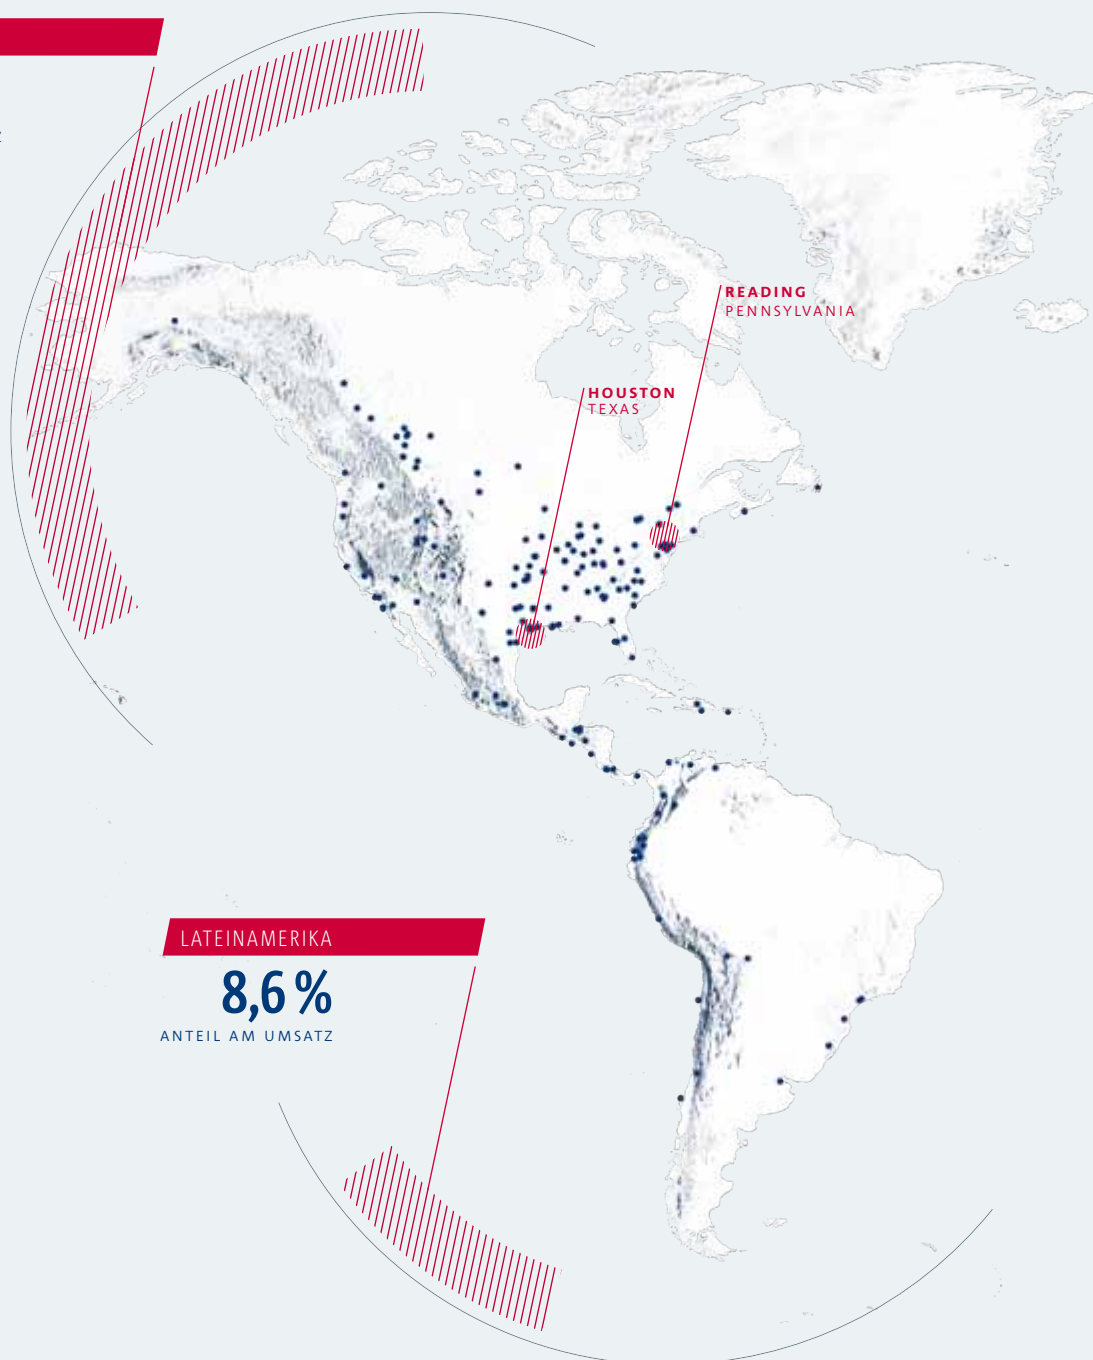 READING
PENNSYLVANIA
HOUSTON
TEXAS
LATEINAMERIKA
8,6 %
ANTEIL AM UMSATZ